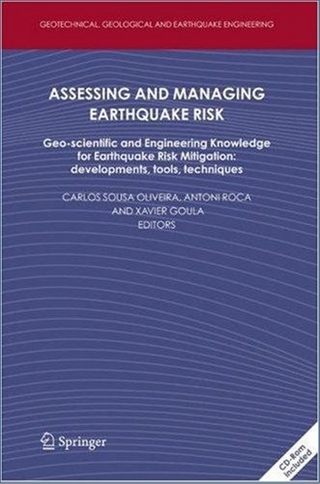 GEOTECHNICAL, GEOLOGICAL AND EARTHQUAKE ENGINEERING
ASSESSING AND MANAGING
EARTHQUAKE RISK
Geo-scientific and Engineering Knowledge
for Earthquake Risk Mitigation:
developments, tools, techniques
CARLOS SOUSA OLIVEIRA, ANTONI ROCA
AND XAVIER GOULA
EDITORS
Springer
CD-Rom
included